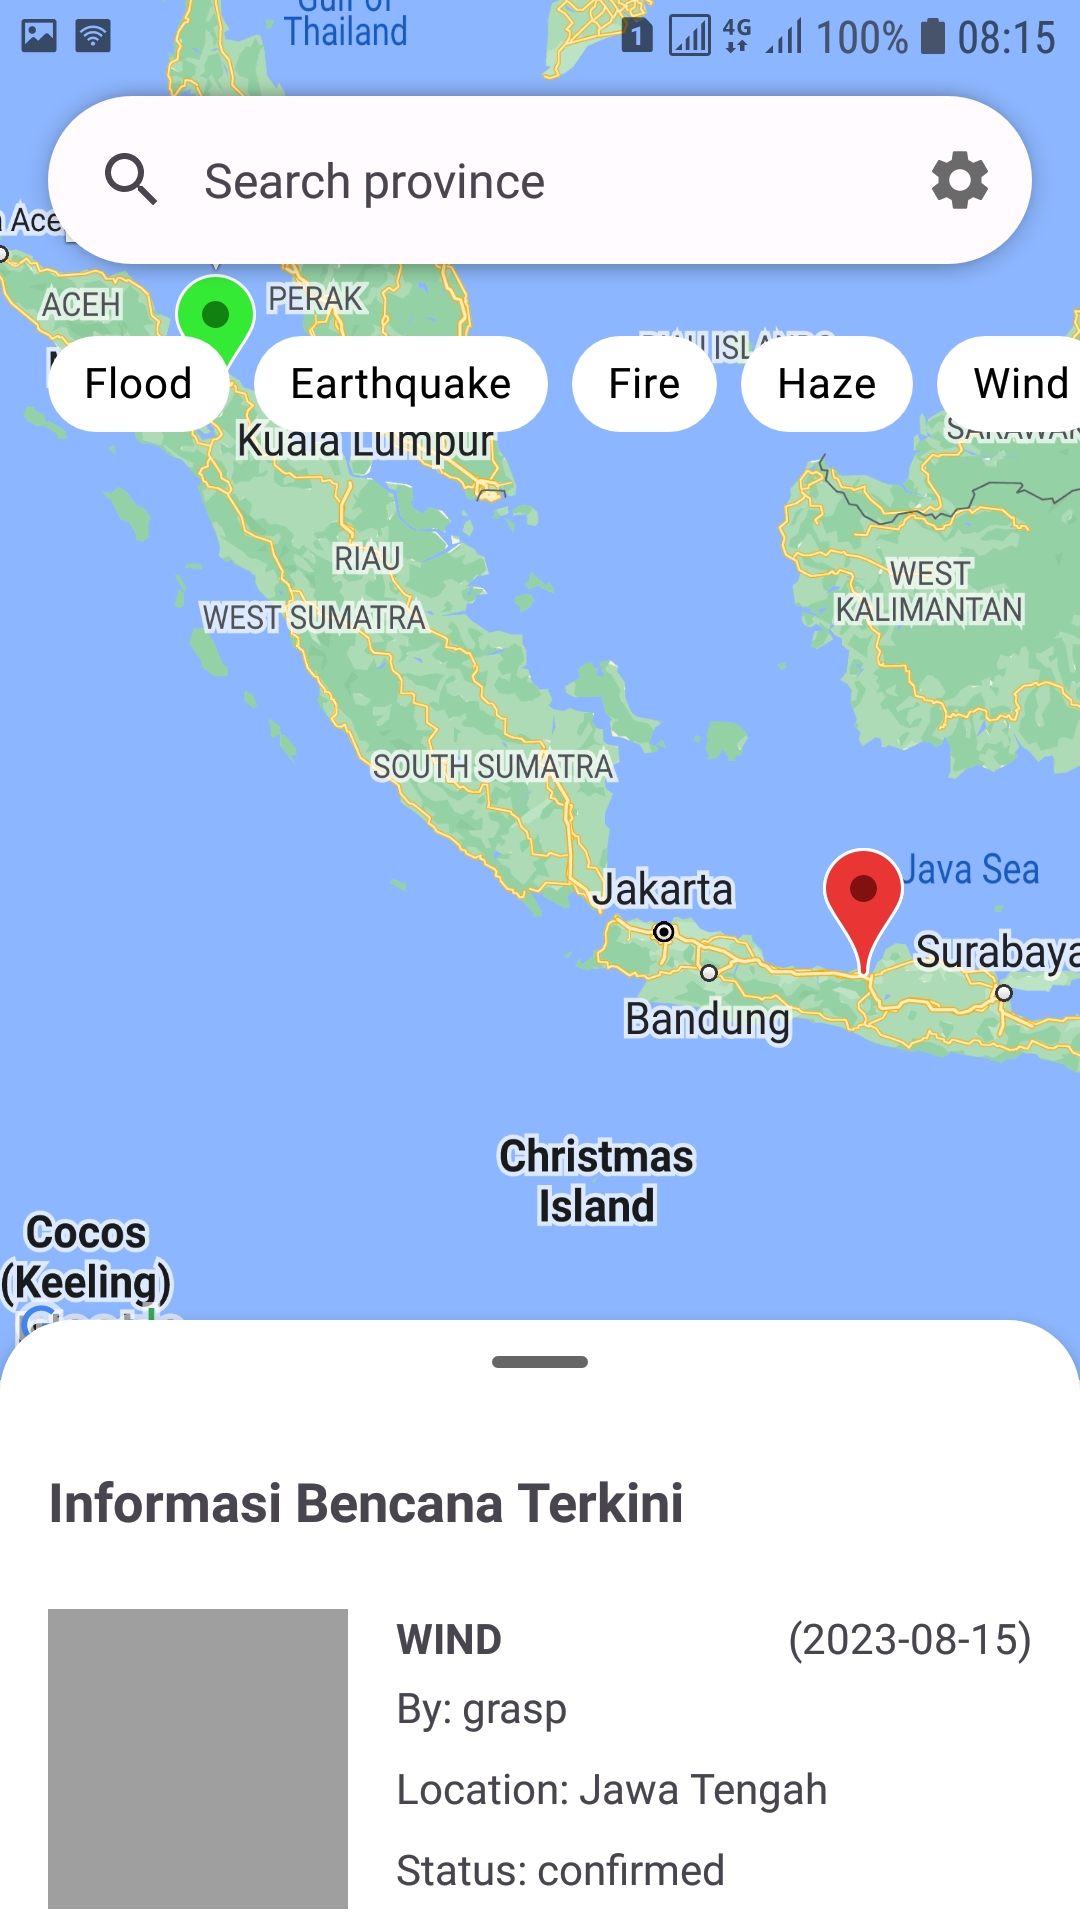 Thailand
1
4G
100%
08:15
Search province
ACEH
PERAK
Flood
Earthquake
Fire
Haze
Wind
Kuala Lumpur
RIAU
WEST
KALIMANTAN
WEST SUMATRA
SOUTH SUMATRA
Java Sea
Jakarta
Surabaya
Bandung
Christmas
Island
Cocos
(Keeling)
Informasi Bencana Terkini
WIND
(2023-08-15)
By: grasp
Location: Jawa Tengah
Status: confirmed